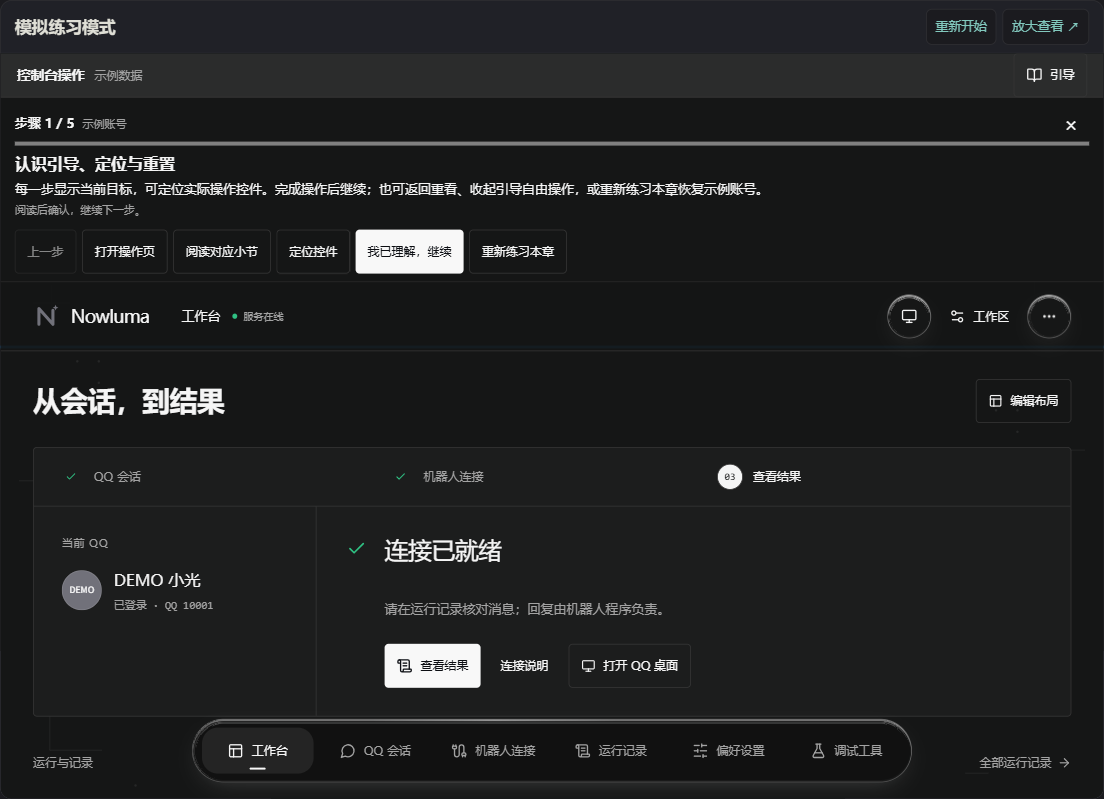 模拟练习模式
重新开始
放大查看 ↗
控制台操作 示例数据
引导
步骤 1 / 5 示例账号
认识引导、定位与重置
每一步显示当前目标，可定位实际操作控件。完成操作后继续；也可返回重看、收起引导自由操作，或重新练习本章恢复示例账号。
阅读后确认，继续下一步。
上一步
打开操作页
阅读对应小节
定位控件
我已理解，继续
重新练习本章
Nowluma
工作台
服务在线
工作区
从会话，到结果
编辑布局
QQ 会话
机器人连接
03 查看结果
当前 QQ
连接已就绪
DEMO
DEMO 小光
已登录 · QQ 10001
请在运行记录核对消息；回复由机器人程序负责。
查看结果
连接说明
打开 QQ 桌面
工作台
QQ 会话
机器人连接
运行记录
偏好设置
调试工具
运行与记录
全部运行记录 →